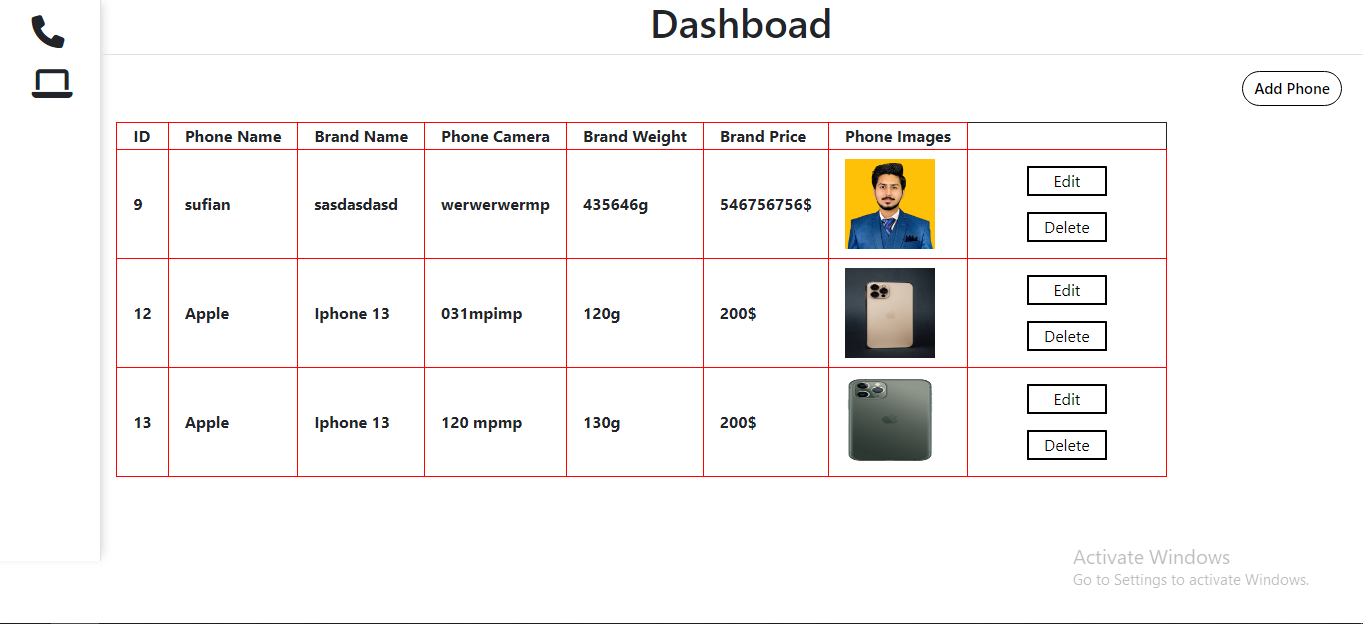 Dashboad
Add Phone
ID Phone Name Brand Name Phone Camera Brand Weight Brand Price Phone Images
9 sufian sasdasdasd werwerwermp 435646g 546756756$ Edit
Delete
12 Apple Iphone 13 031mpimp 120g 200$ Edit
Delete
13 Apple Iphone 13 120 mpmp 130g 200$ Edit
Delete
Activate Windows
Go to Settings to activate Windows.